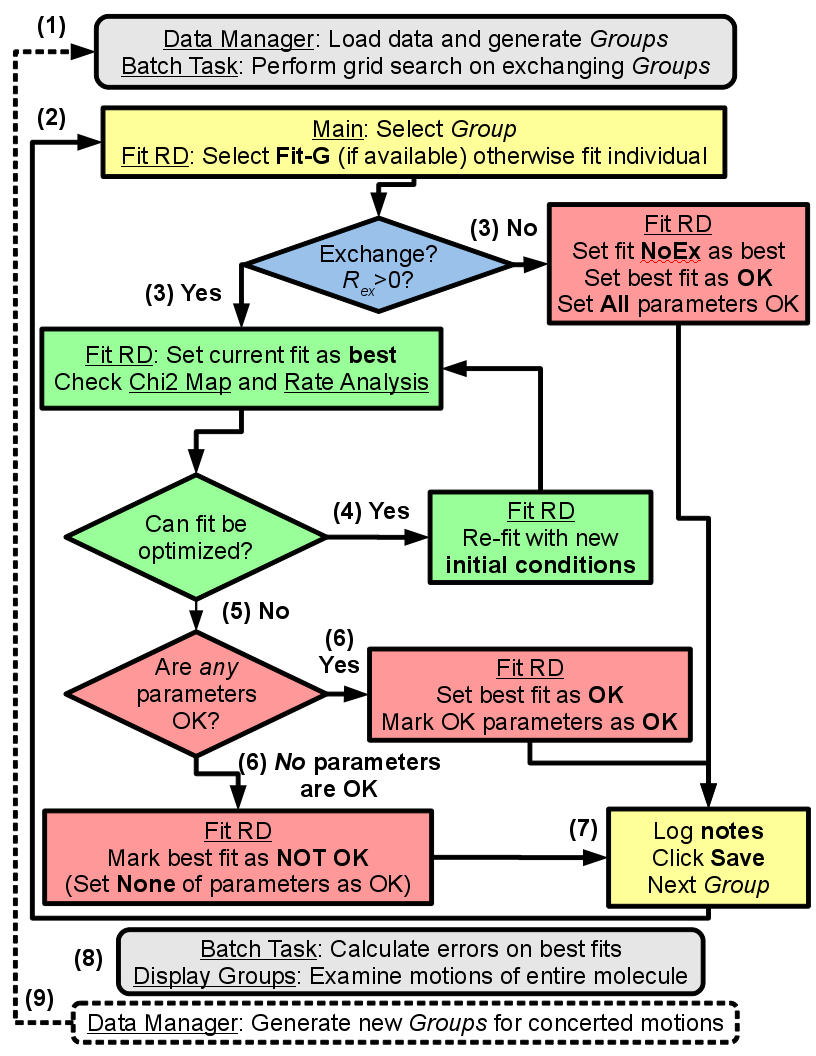 (1)
Data Manager: Load data and generate Groups
Batch Task: Perform grid search on exchanging Groups
(2)
Main: Select Group
Fit RD: Select Fit-G (if available) otherwise fit individual
Exchange?
Rex>0?
(3) No
Fit RD
Set fit NoEx as best
Set best fit as OK
Set All parameters OK
(3) Yes
Fit RD: Set current fit as best
Check Chi2 Map and Rate Analysis
Can fit be
optimized?
(4) Yes
Fit RD
Re-fit with new
initial conditions
(5) No
Are any
parameters
OK?
(6)
Yes
Fit RD
Set best fit as OK
Mark OK parameters as OK
(6) No parameters
are OK
Fit RD
Mark best fit as NOT OK
(Set None of parameters as OK)
(7)
Log notes
Click Save
Next Group
(8)
Batch Task: Calculate errors on best fits
Display Groups: Examine motions of entire molecule
(9)
Data Manager: Generate new Groups for concerted motions